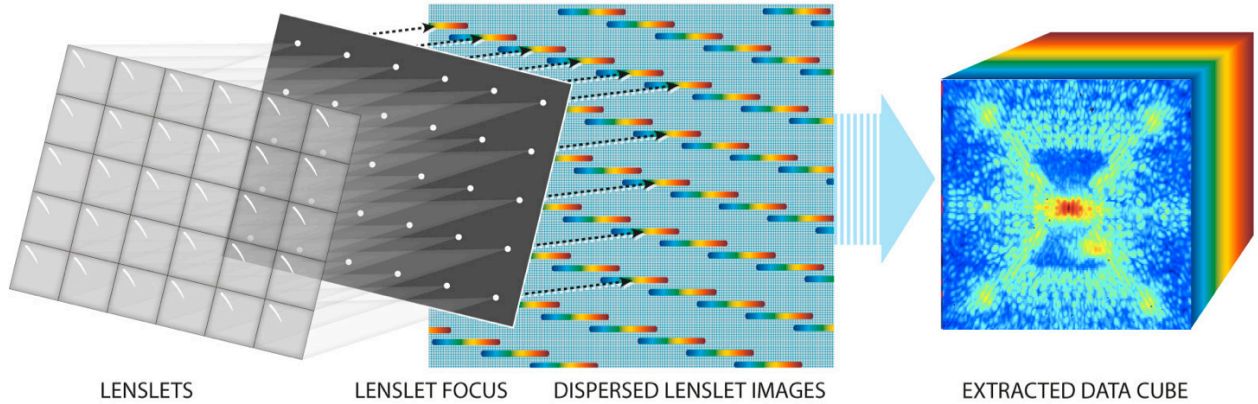 LENSLETS
LENSLET FOCUS
DISPERSED LENSLET IMAGES
EXTRACTED DATA CUBE